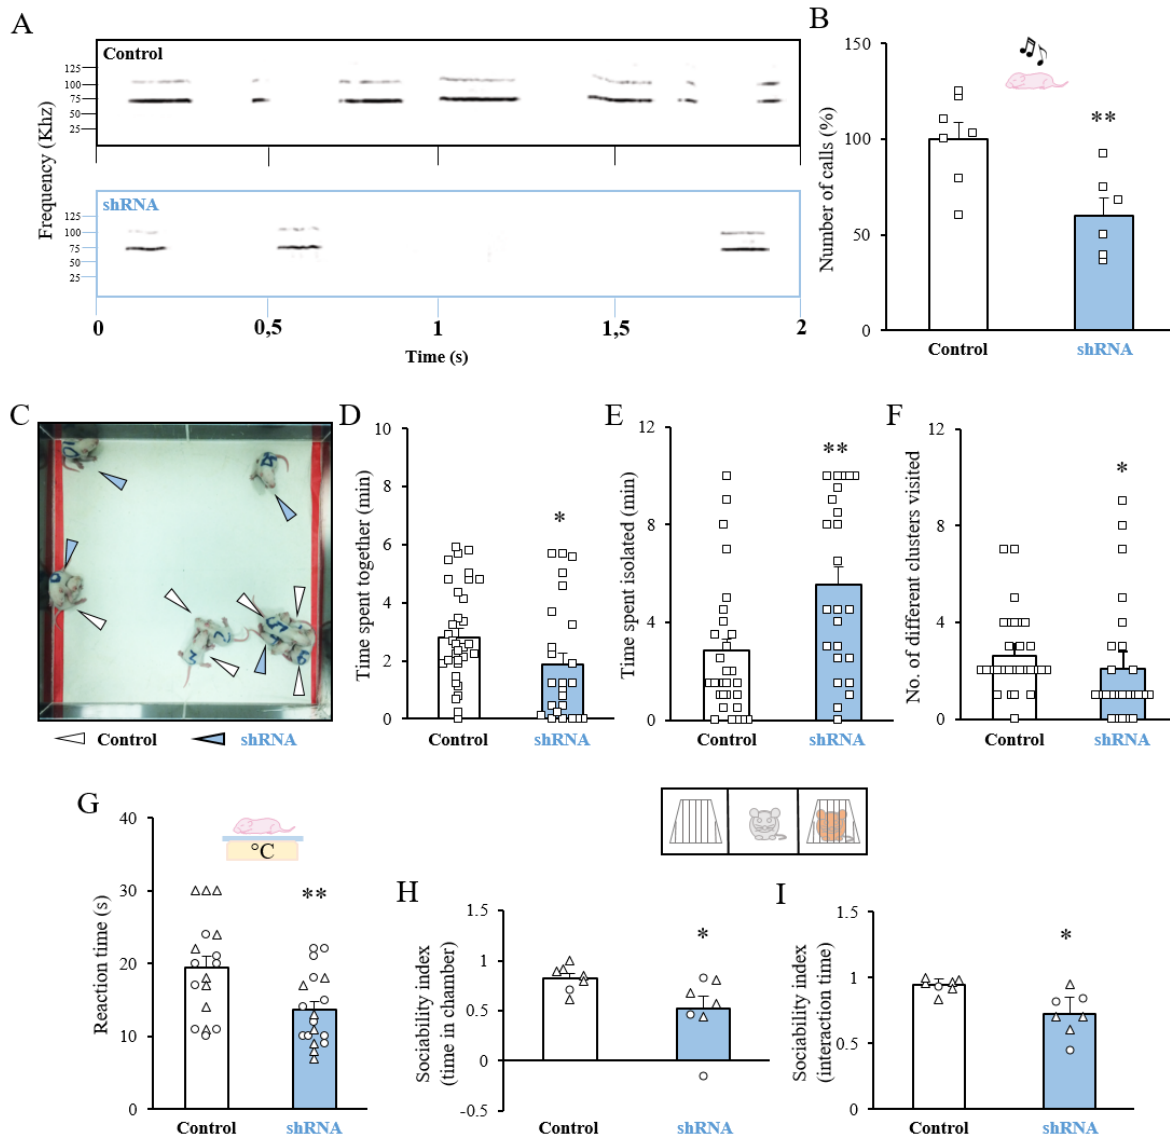 A
Control
125
100
75
50
25
Frequency (Khz)
shRNA
125
100
75
50
25
0 0,5 1 1,5 2
Time (s)
B
150
100
50
0
Number of calls (%)
**
Control shRNA
C
Control shRNA
D
10
8
6
4
2
0
Time spent together (min)
*
Control shRNA
E
12
8
4
0
Time spent isolated (min)
**
Control shRNA
F
12
8
4
0
No. of different clusters visited
*
Control shRNA
G
40
30
20
10
0
Reaction time (s)
°C
**
Control shRNA
H
1.5
1
0.5
0
-0.5
Sociability index
(time in chamber)
*
Control shRNA
I
1.5
1
0.5
0
Sociability index
(interaction time)
*
Control shRNA